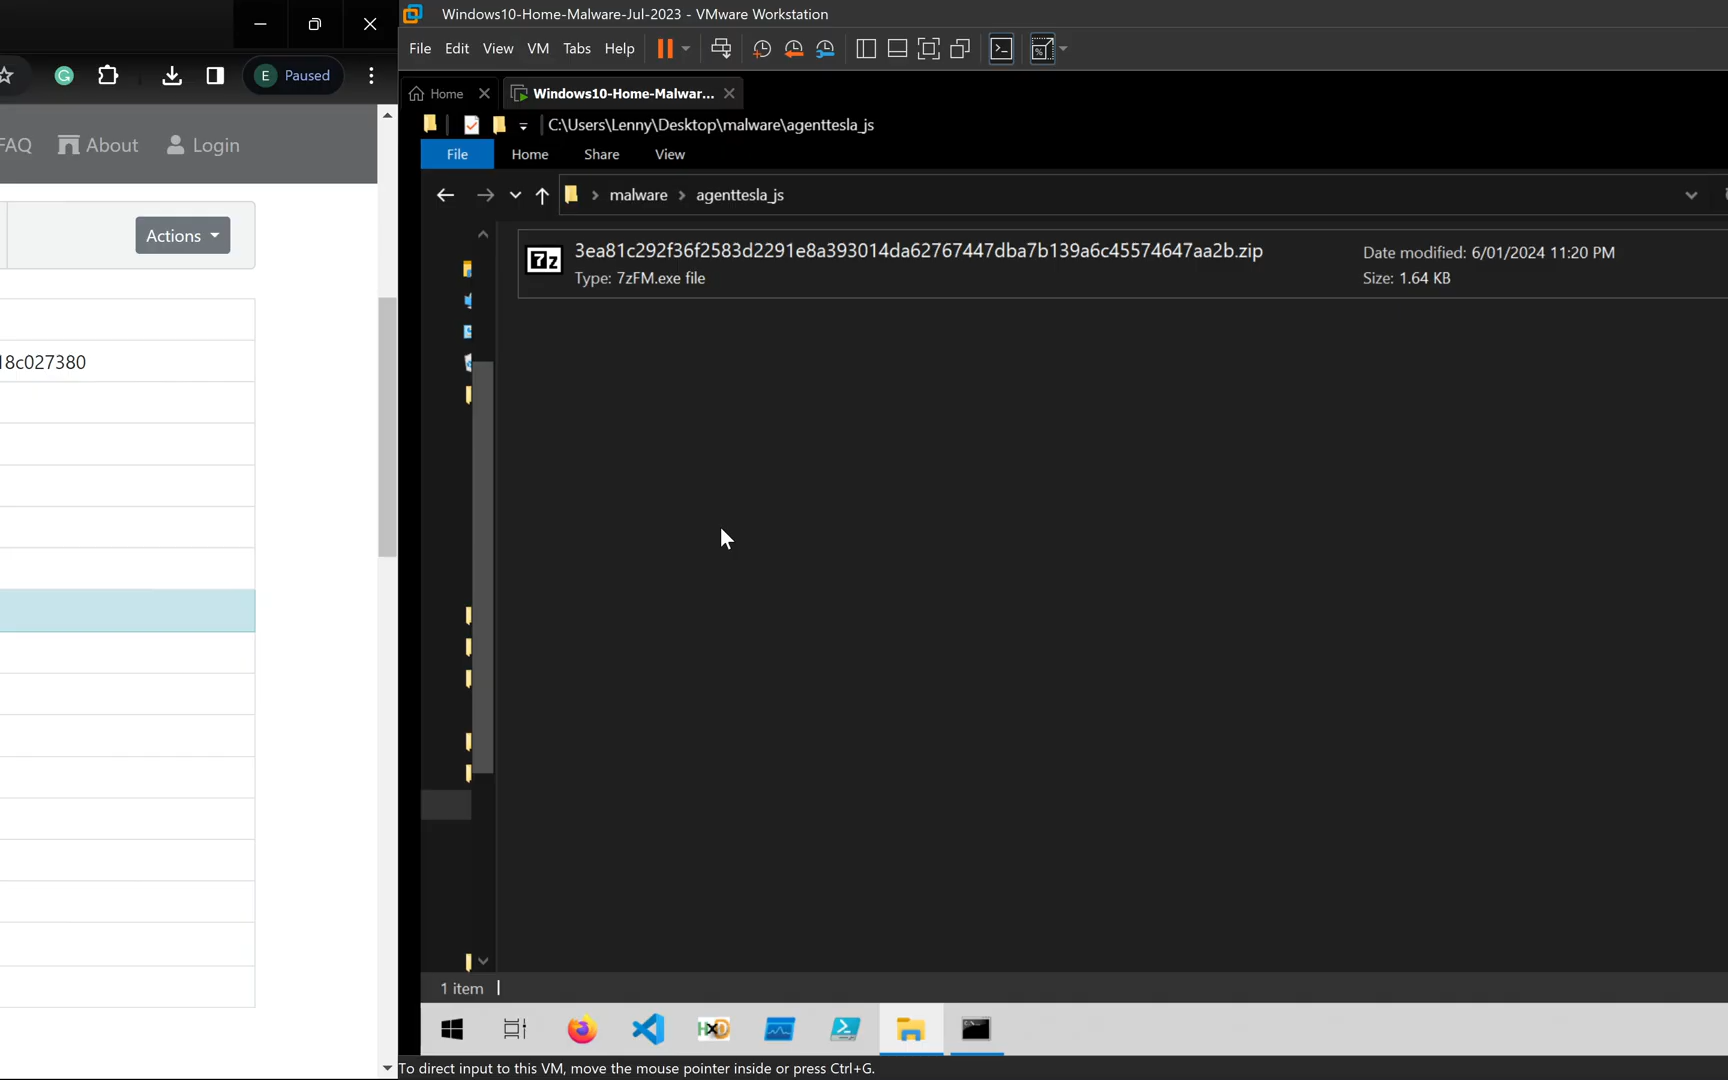 Windows10-Home-Malware-Jul-2023 - VMware Workstation
File Edit View VM Tabs Help
E Paused
Home Windows10-Home-Malwar...
C:\Users\Lenny\Desktop\malware\agenttesla_js
FAQ About Login
File Home Share View
malware agenttesla_js
Actions
7z
3ea81c292f36f2583d2291e8a393014da62767447dba7b139a6c45574647aa2b.zip
Type: 7zFM.exe file
Date modified: 6/01/2024 11:20 PM
Size: 1.64 KB
18c027380
1 item
HXD
To direct input to this VM, move the mouse pointer inside or press Ctrl+G.